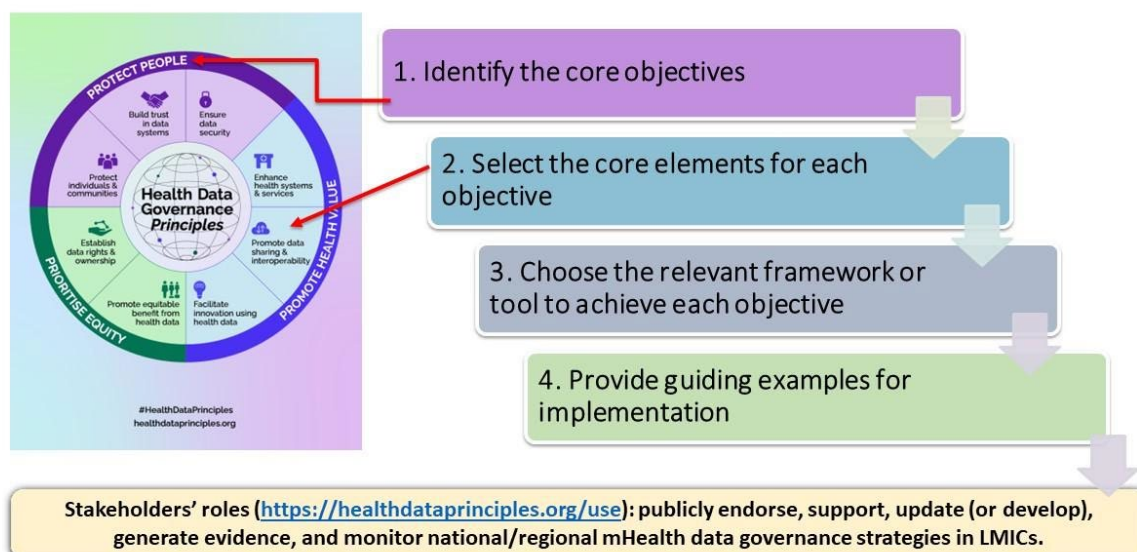 PROTECT PEOPLE
Build trust
in data
systems
Ensure
data
security
Protect
individuals &
communities
Enhance
health systems
& services
Health Data
Governance
Principles
Establish
data rights &
ownership
Promote data
sharing &
interoperability
Promote equitable
benefit from
health data
Facilitate
innovation using
health data
PRIORITISE EQUITY
PROMOTE HEALTH VALUE
#HealthDataPrinciples
healthdataprinciples.org
1. Identify the core objectives
2. Select the core elements for each
objective
3. Choose the relevant framework or
tool to achieve each objective
4. Provide guiding examples for
implementation
Stakeholders’ roles (https://healthdataprinciples.org/use): publicly endorse, support, update (or develop),
generate evidence, and monitor national/regional mHealth data governance strategies in LMICs.